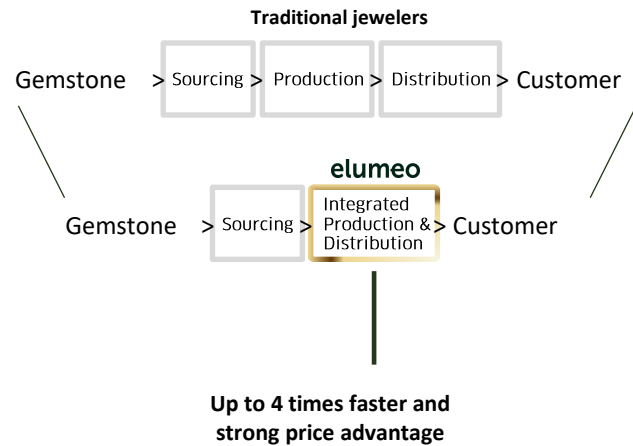 Traditional jewelers
Gemstone > Sourcing > Production > Distribution > Customer
elumeo
Gemstone > Sourcing > Integrated Production & Distribution > Customer
Up to 4 times faster and
strong price advantage